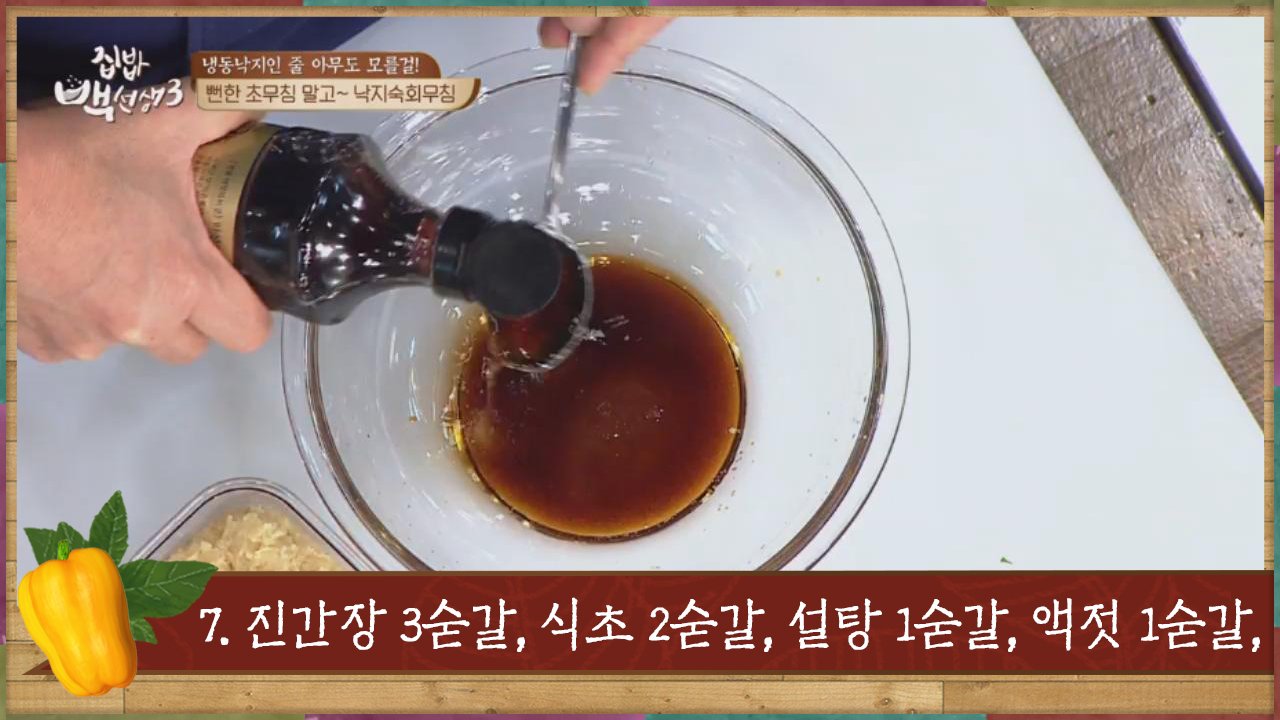 집밥
백선생3
냉동낙지인 줄 아무도 모를걸!
뻔한 초무침 말고~ 낙지숙회무침
7. 진간장 3숟갈, 식초 2숟갈, 설탕 1숟갈, 액젓 1숟갈,